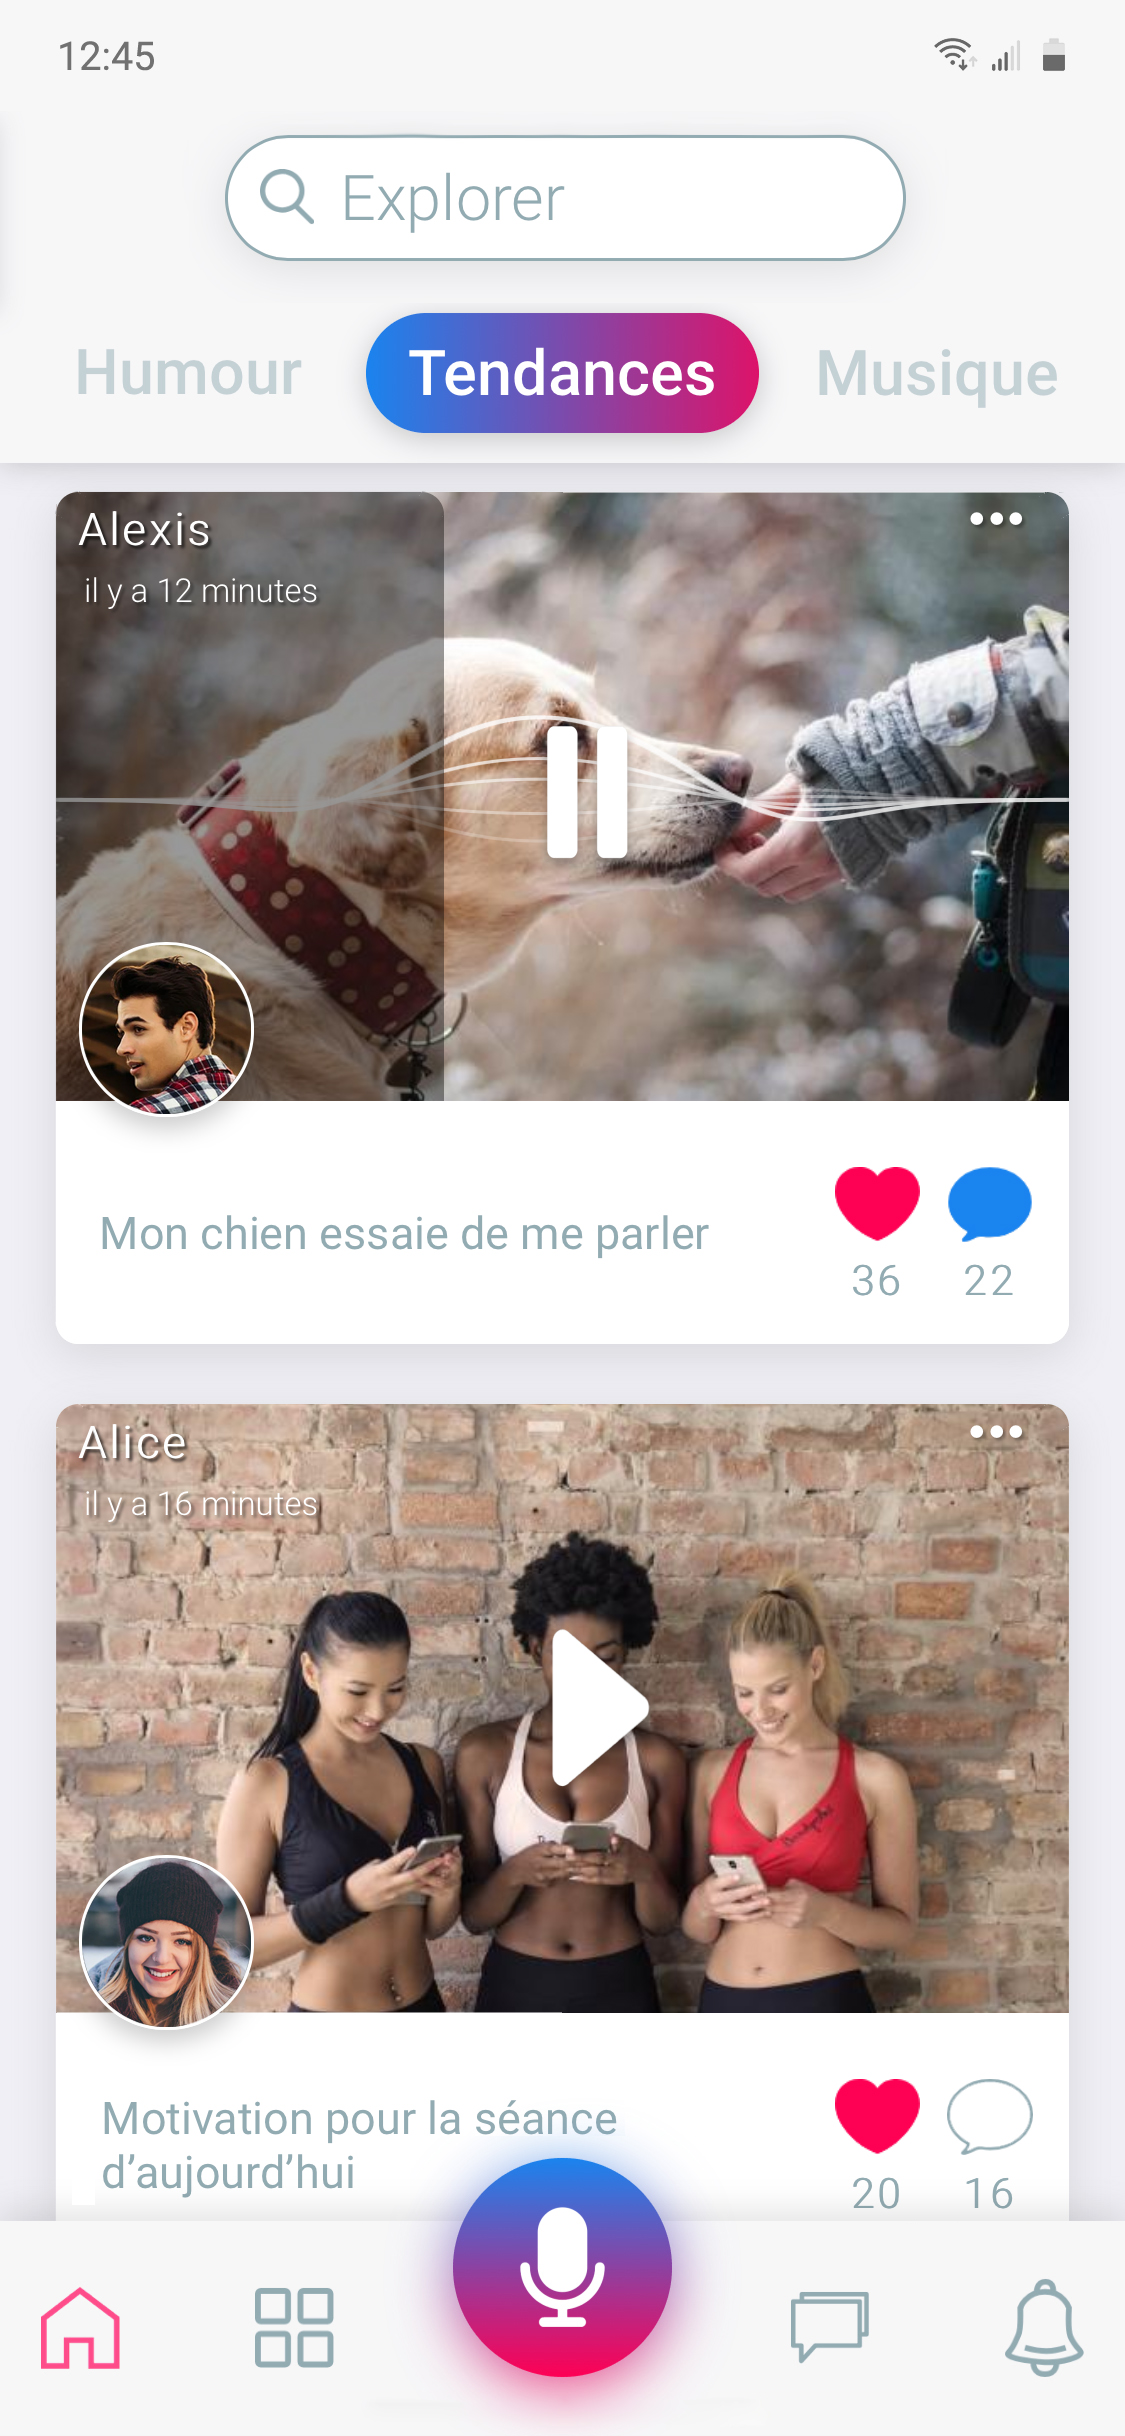 12:45
Explorer
Humour
Tendances
Musique
Alexis
il y a 12 minutes
Mon chien essaie de me parler
36
22
Alice
il y a 16 minutes
Motivation pour la séance
d’aujourd’hui
20
16